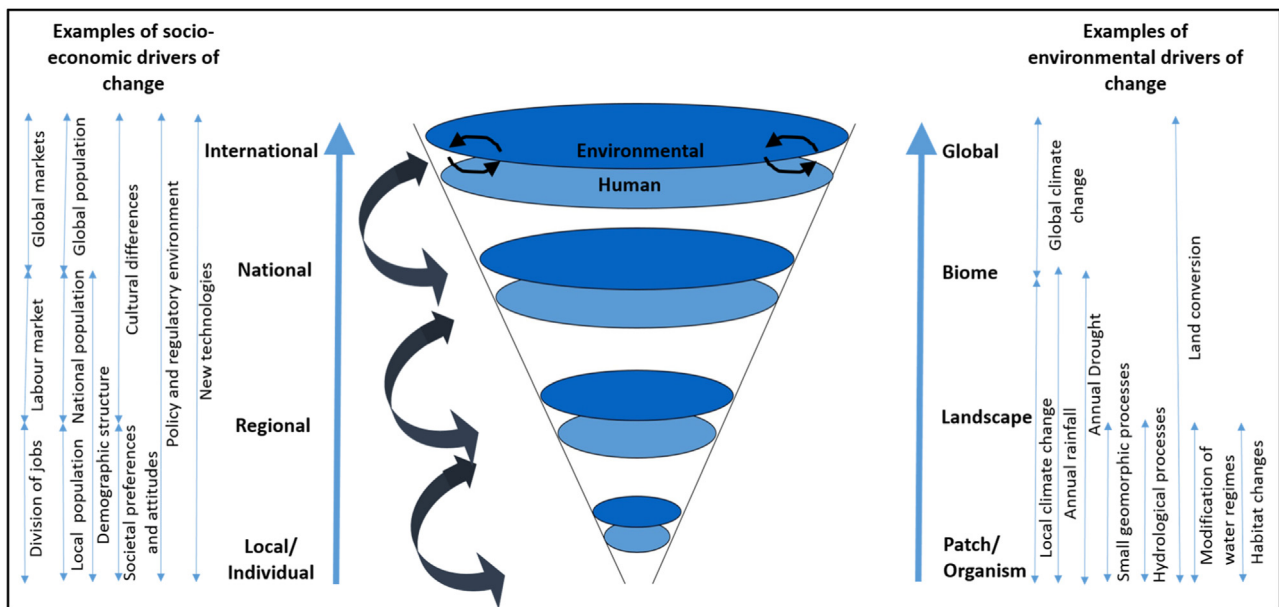 Examples of socio-
economic drivers of
change
Global markets
Labour market
Division of jobs
Global population
National population
Local population
Demographic structure
Cultural differences
Societal preferences
and attitudes
Policy and regulatory environment
New technologies
International
National
Regional
Local/
Individual
Environmental
Human
Examples of
environmental drivers of
change
Global
Biome
Landscape
Patch/
Organism
Global climate
change
Local climate change
Annual rainfall
Annual Drought
Small geomorphic processes
Hydrological processes
Land conversion
Modification of
water regimes
Habitat changes